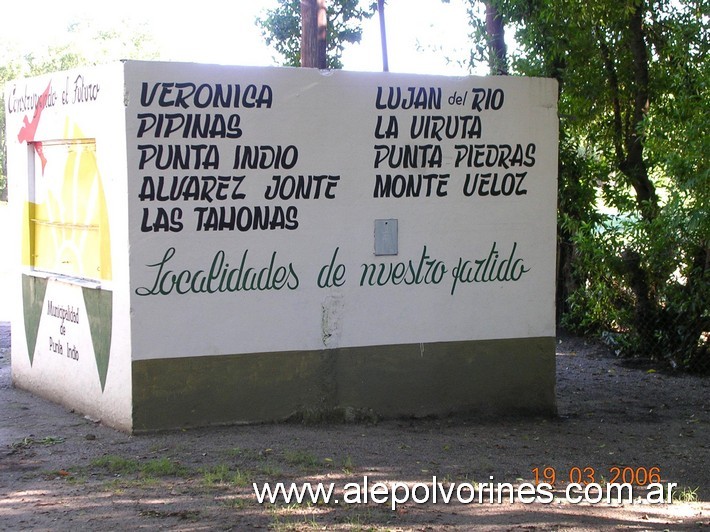 Construyendo el Futuro
VERONICA
PIPINAS
PUNTA INDIO
ALVAREZ JONTE
LAS TAHONAS
LUJAN del RIO
LA VIRUTA
PUNTA PIEDRAS
MONTE VELOZ
Localidades de nuestro partido
Municipalidad
de
Punta Indio
19.03.2006
www.alepolvorines.com.ar